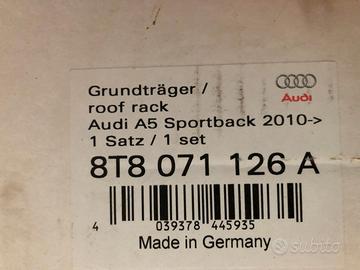 Grundträger /
roof rack
Audi
Audi A5 Sportback 2010->
1 Satz / 1 set
8T8 071 126 A
4 039378 445935
Made in Germany
subito